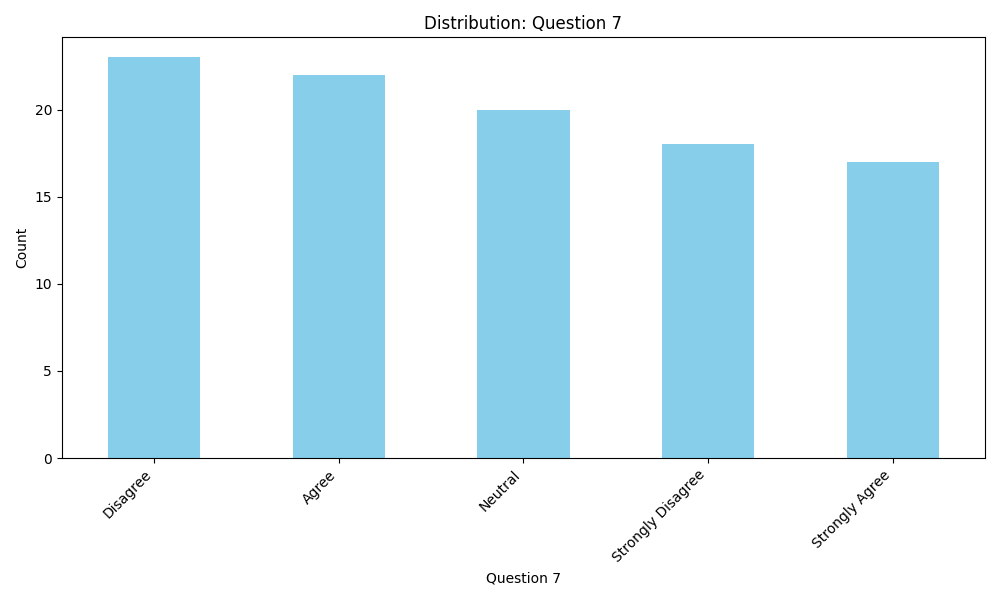 Distribution: Question 7
Count
20
15
10
5
0
Disagree
Agree
Neutral
Strongly Disagree
Strongly Agree
Question 7